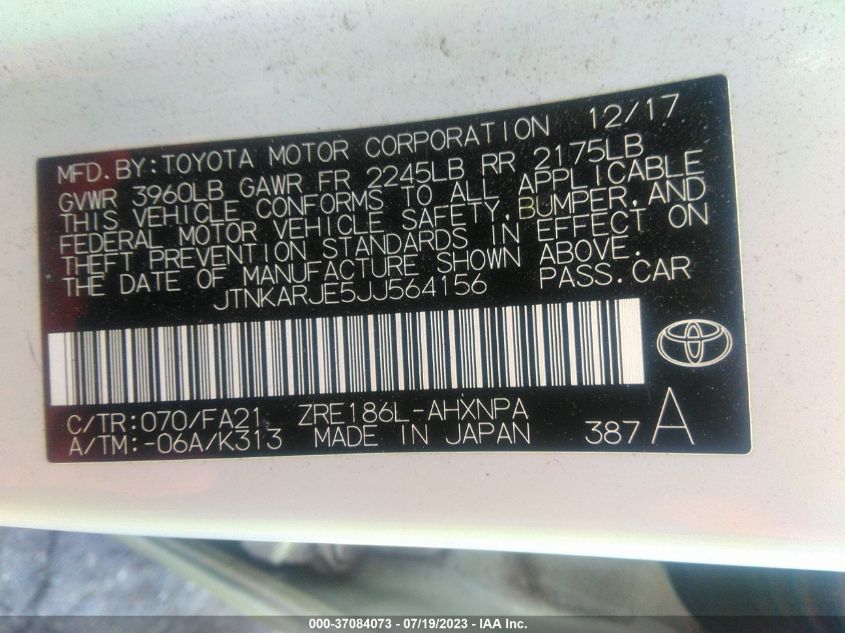 MFD.BY:TOYOTA MOTOR CORPORATION 12/17
GVWR 3960LB GAWR FR 2245LB RR 2175LB
THIS VEHICLE CONFORMS TO ALL APPLICABLE
FEDERAL MOTOR VEHICLE SAFETY,BUMPER,AND
THEFT PREVENTION STANDARDS IN EFFECT ON
THE DATE OF MANUFACTURE SHOWN ABOVE.
JTNKARJE5JJ564156 PASS.CAR
C/TR:070/FA21 ZRE186L-AHXNPA
A/TM:-06A/K313 MADE IN JAPAN 387 A
000-37084073 - 07/19/2023 - IAA Inc.